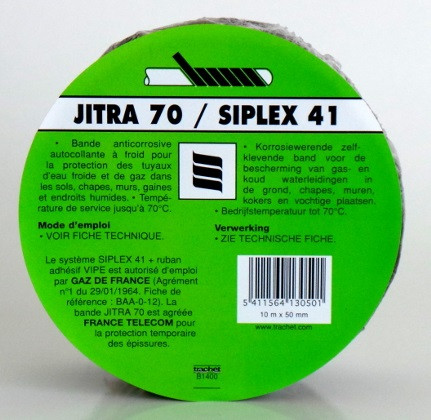 JITRA 70 / SIPLEX 41
• Bande anticorrosive
autocollante à froid pour
la protection des tuyaux
d'eau froide et de gaz dans
les sols, chapes, murs, gaines
et endroits humides. • Tempé-
rature de service jusqu'à 70°C.
Mode d'emploi
• VOIR FICHE TECHNIQUE.
Le système SIPLEX 41 + ruban
adhésif VIPE est autorisé d'emploi
par GAZ DE FRANCE (Agrément
n°1 du 29/01/1964. Fiche de
référence : BAA-0-12). La
bande JITRA 70 est agréée
FRANCE TELECOM pour
la protection temporaire
des épissures.
• Korrosiewerende zelf-
klevende band voor de
bescherming van gas- en
koud waterleidingen in
de grond, chapes, muren,
kokers en vochtige plaatsen.
• Bedrijfstemperatuur tot 70°C.
Verwerking
• ZIE TECHNISCHE FICHE.
5 411564 130501
10 m x 50 mm
www.trachet.com
trachet
B1400